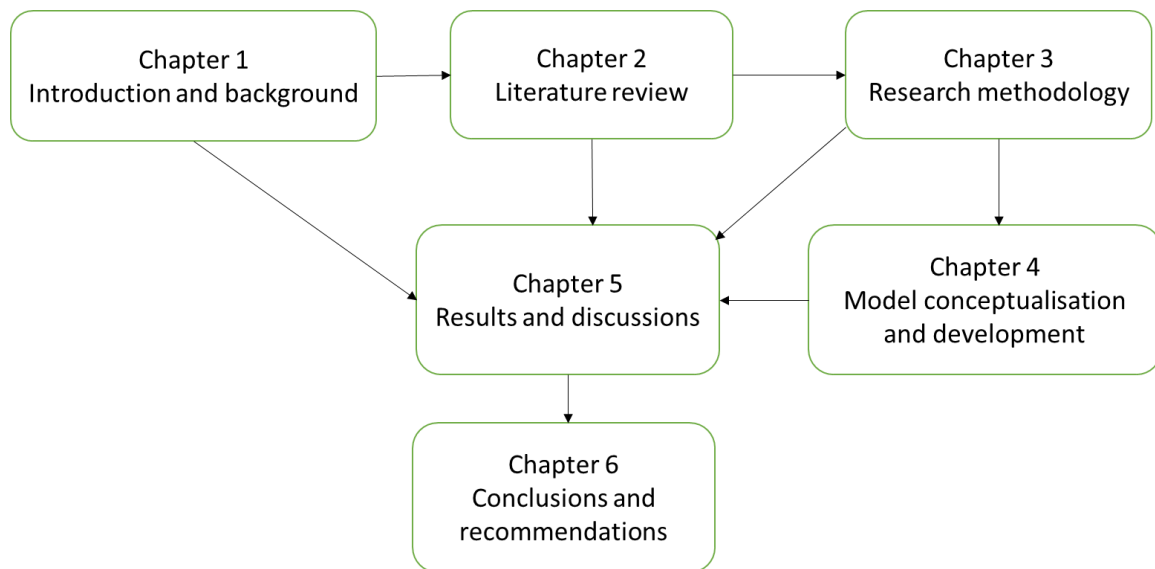 Chapter 1
Introduction and background
Chapter 2
Literature review
Chapter 3
Research methodology
Chapter 5
Results and discussions
Chapter 4
Model conceptualisation
and development
Chapter 6
Conclusions and
recommendations